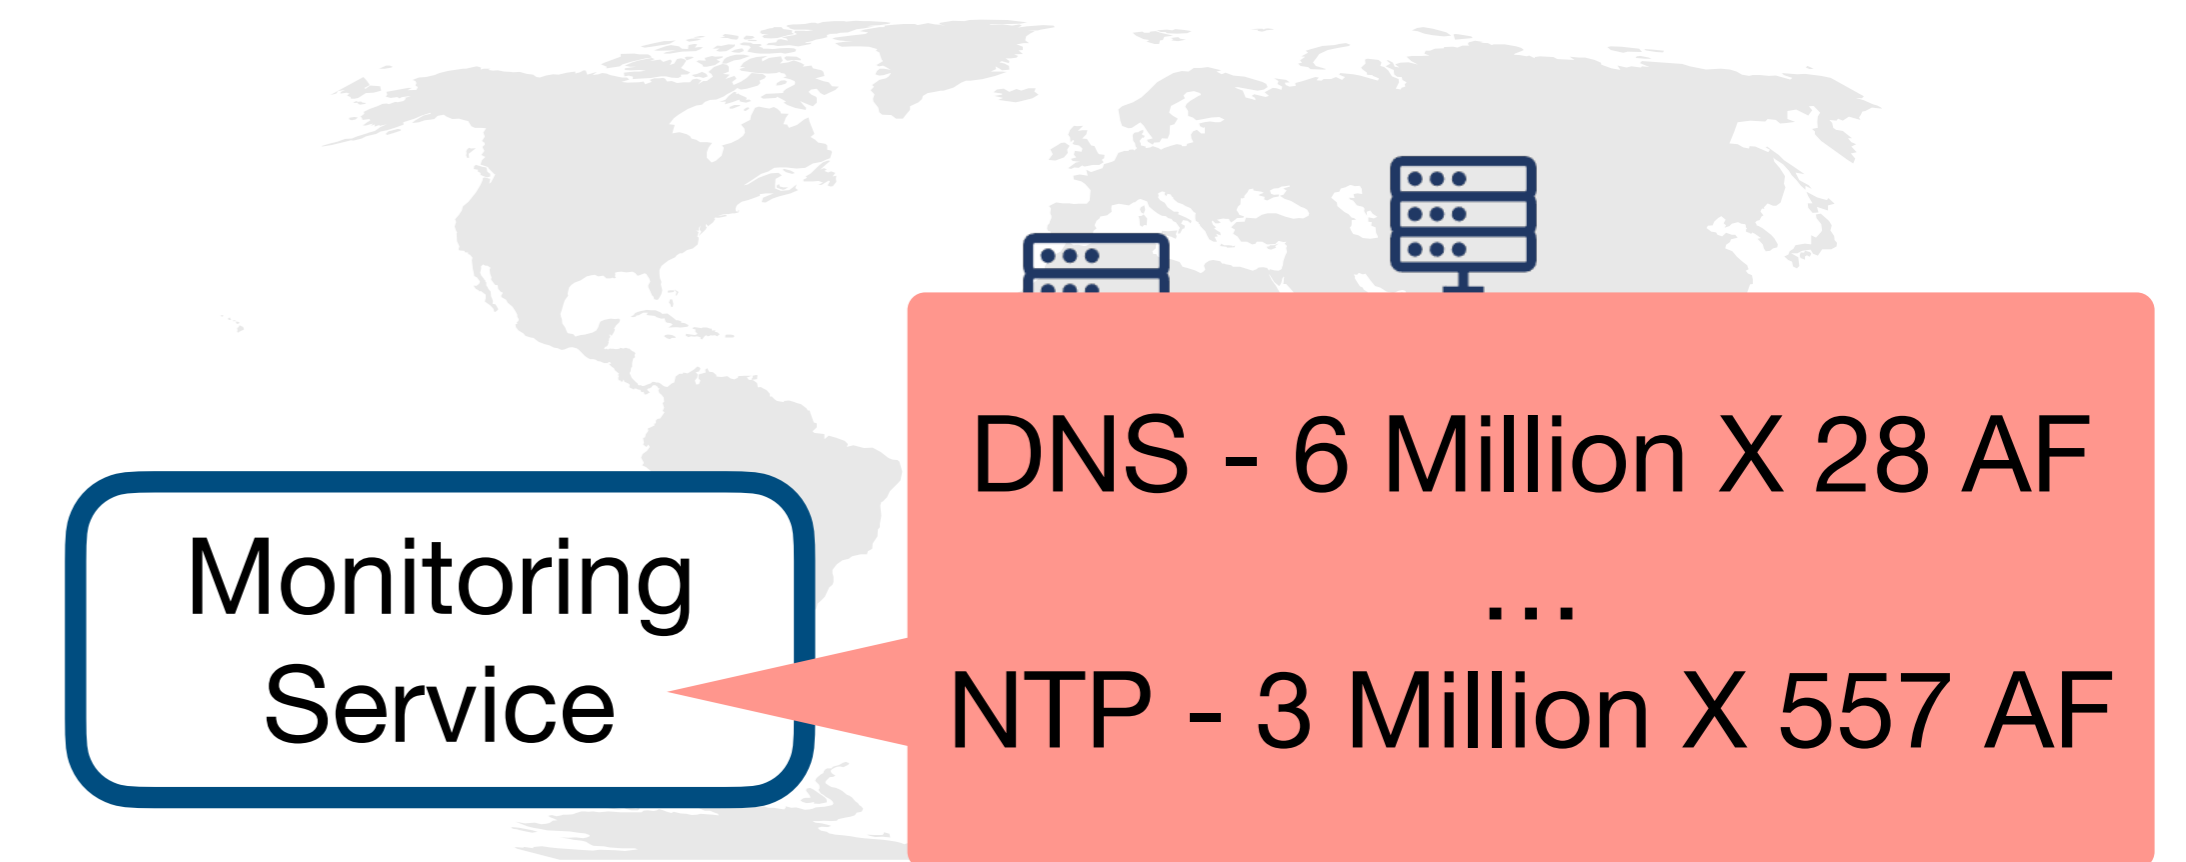 Monitoring
Service
DNS - 6 Million X 28 AF
...
NTP - 3 Million X 557 AF